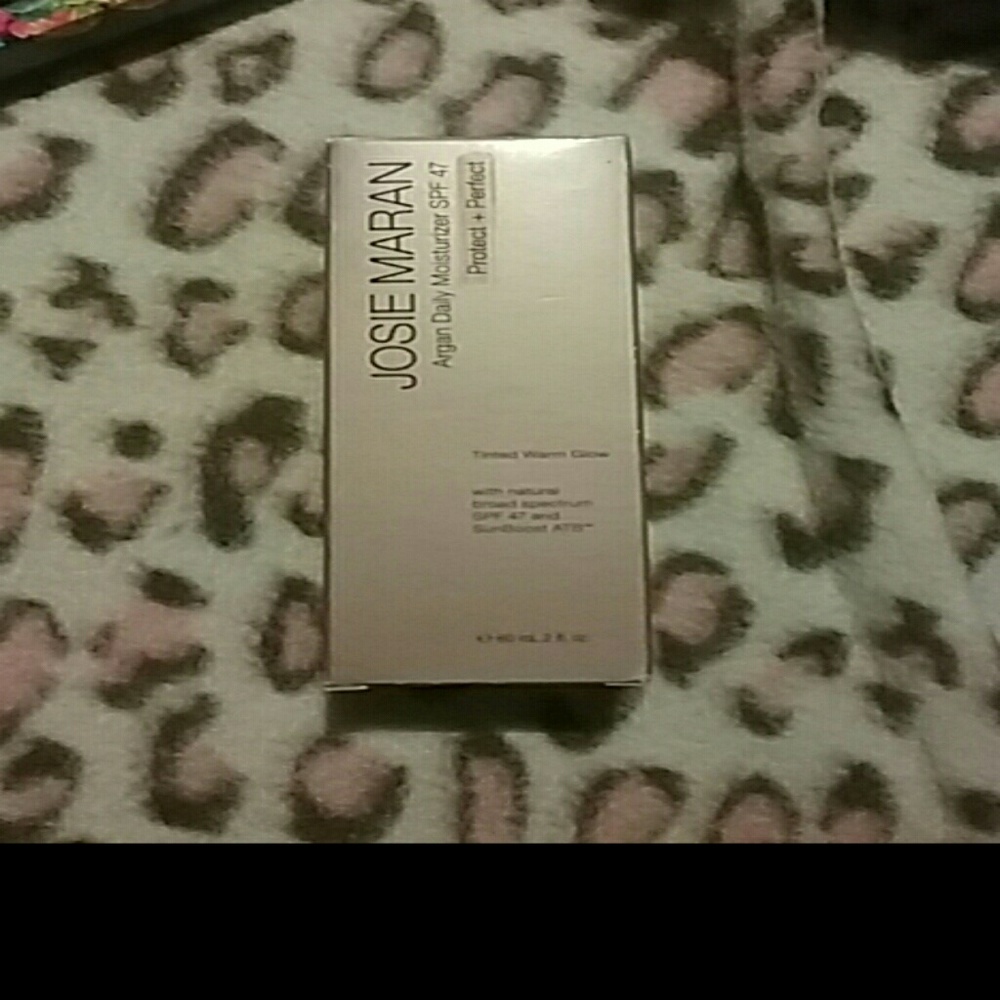 JOSIE MARAN
Argan Daily Moisturizer SPF 47
Protect + Perfect
Tinted Warm Glow
with natural
broad spectrum
SPF 47 and
SunBoost ATB™
60 mL 2 fl. oz